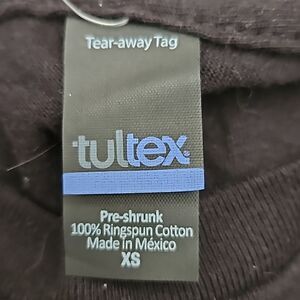 Tear-away Tag
tultex®
Pre-shrunk
100% Ringspun Cotton
Made in México
XS